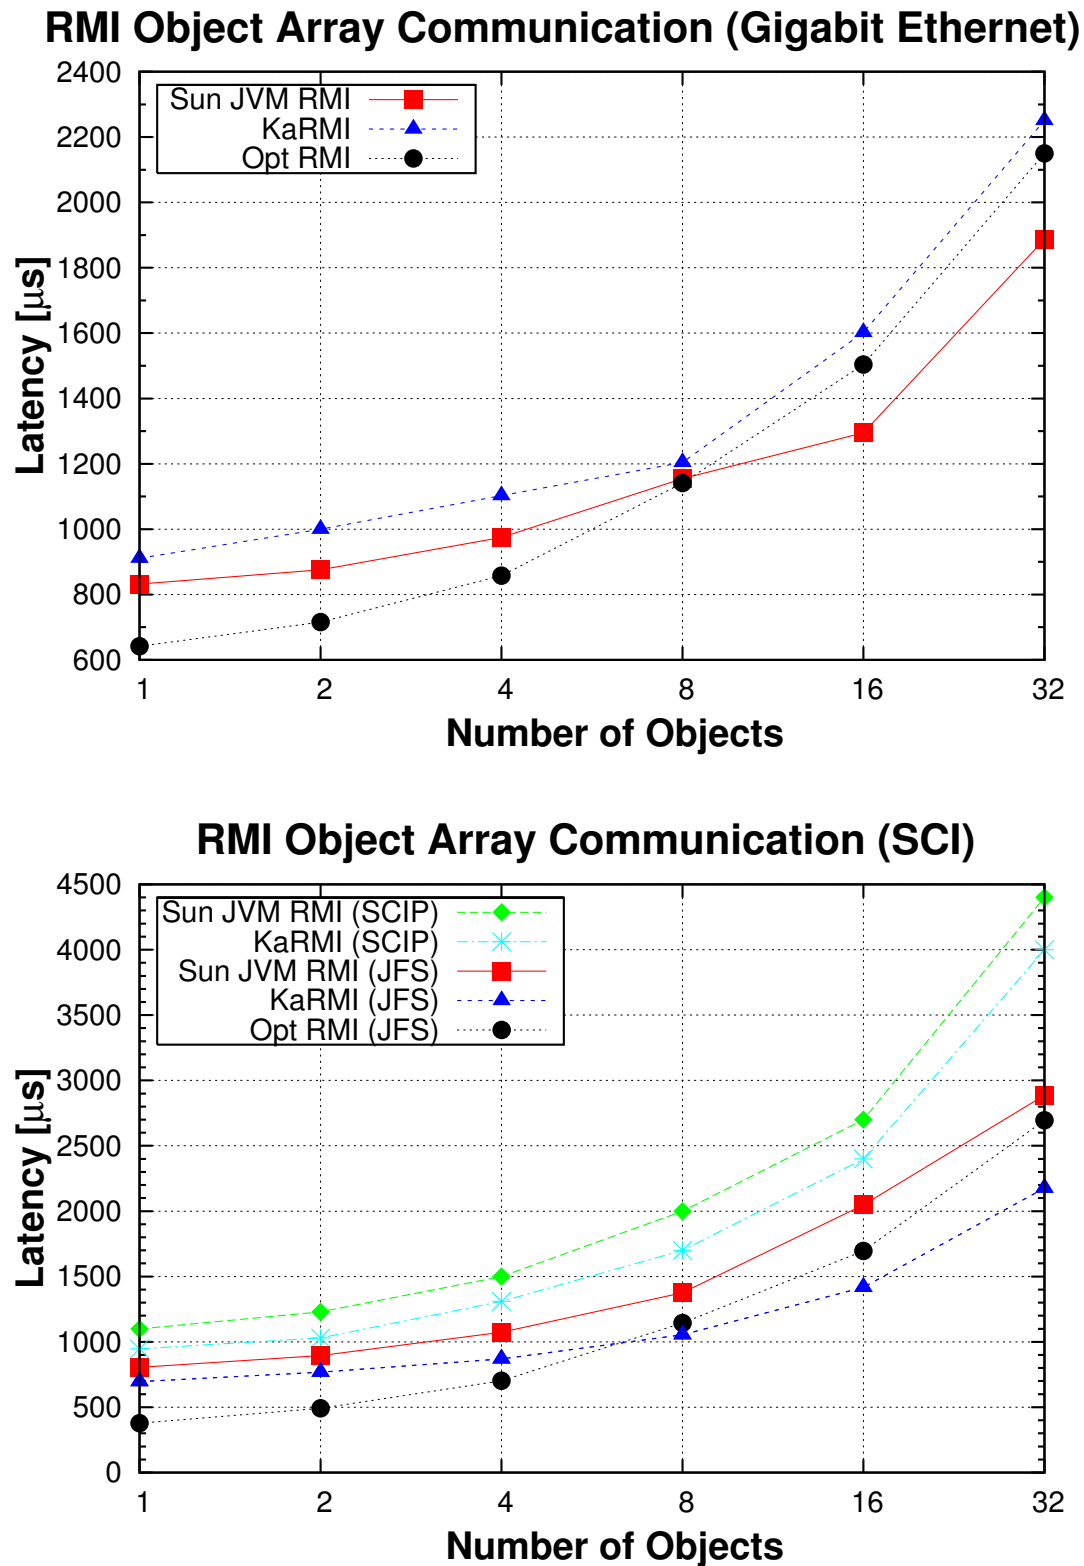 RMI Object Array Communication (Gigabit Ethernet)
2400
2200
2000
1800
1600
1400
1200
1000
800
600
Latency [μs]
Sun JVM RMI
KaRMI
Opt RMI
1 2 4 8 16 32
Number of Objects
RMI Object Array Communication (SCI)
4500
4000
3500
3000
2500
2000
1500
1000
500
0
Latency [μs]
Sun JVM RMI (SCIP)
KaRMI (SCIP)
Sun JVM RMI (JFS)
KaRMI (JFS)
Opt RMI (JFS)
1 2 4 8 16 32
Number of Objects